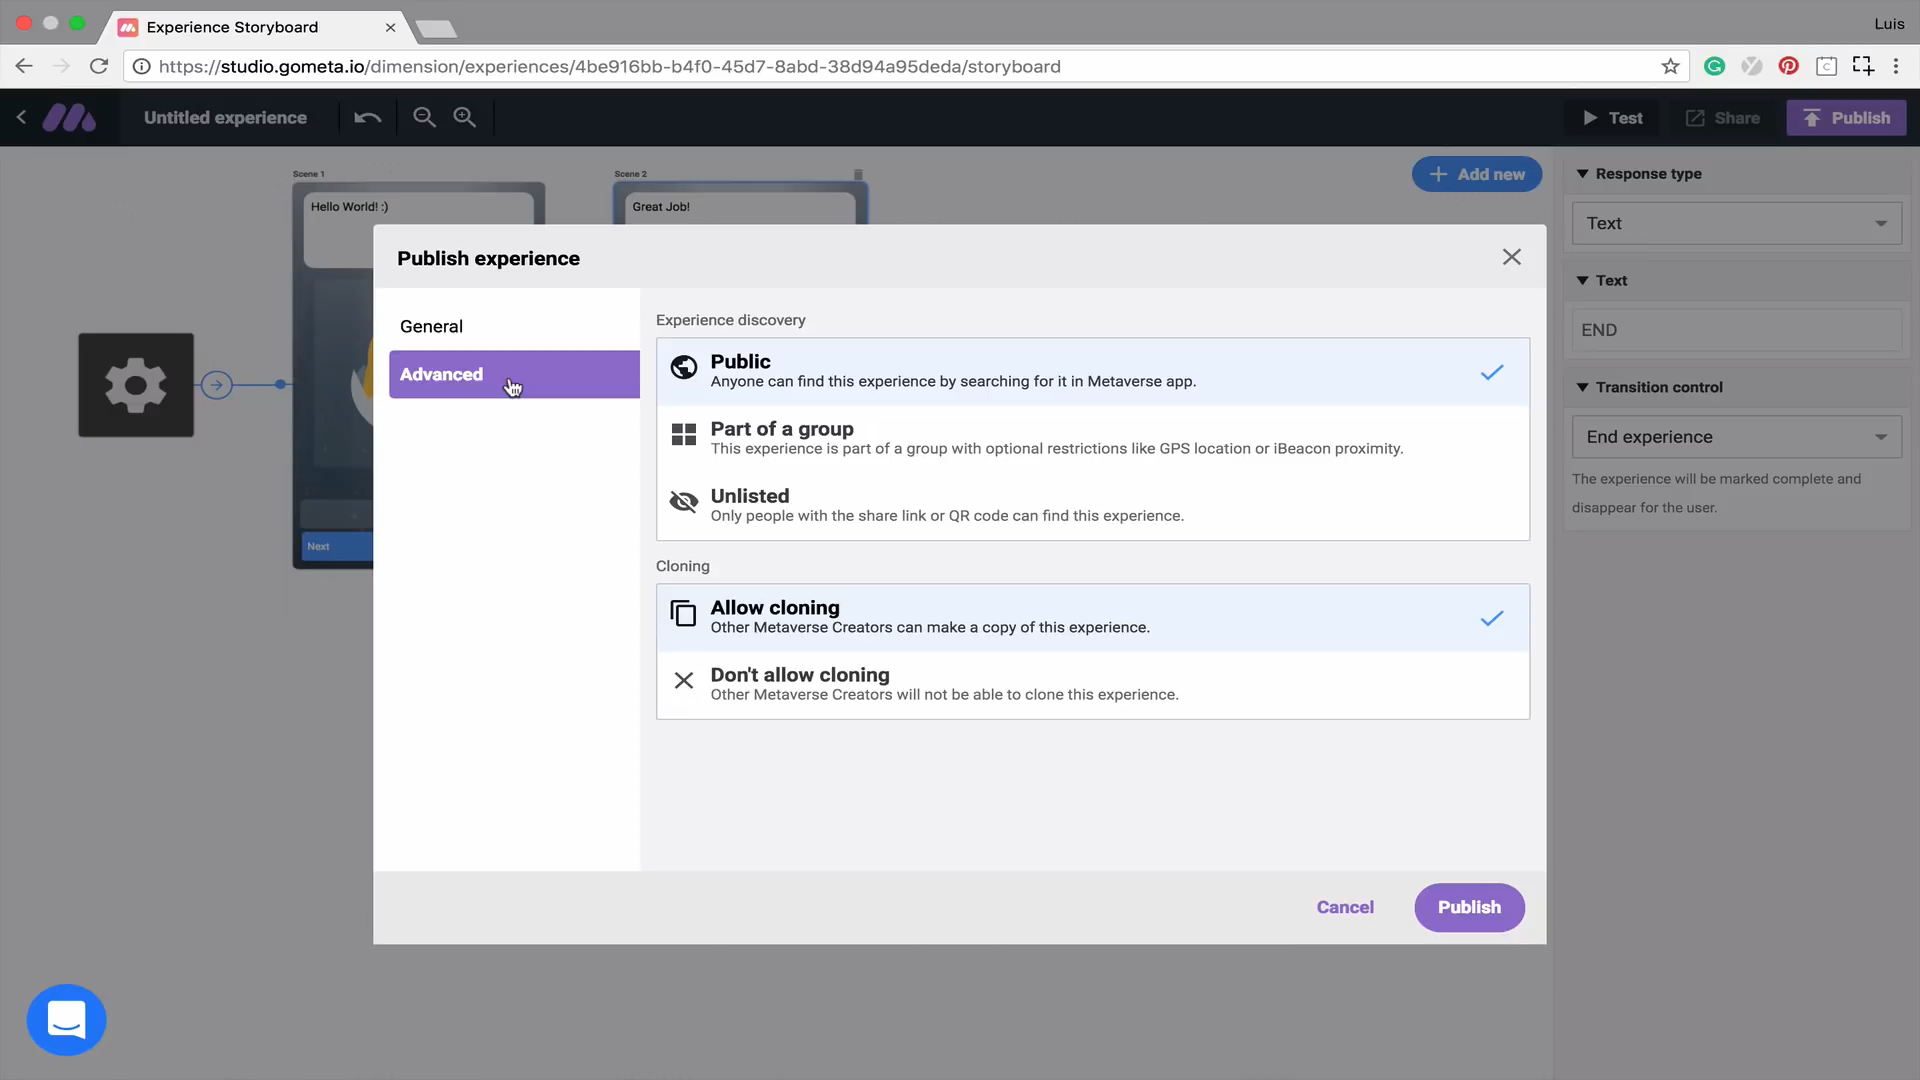 Experience Storyboard
Luis
https://studio.gometa.io/dimension/experiences/4be916bb-b4f0-45d7-8abd-38d94a95deda/storyboard
Untitled experience
Test
Share
Publish
Scene 1
Scene 2
Hello World! :)
Great Job!
Next
Add new
Response type
Text
Text
END
Transition control
End experience
The experience will be marked complete and
disappear for the user.
Publish experience
General
Advanced
Experience discovery
Public
Anyone can find this experience by searching for it in Metaverse app.
Part of a group
This experience is part of a group with optional restrictions like GPS location or iBeacon proximity.
Unlisted
Only people with the share link or QR code can find this experience.
Cloning
Allow cloning
Other Metaverse Creators can make a copy of this experience.
Don't allow cloning
Other Metaverse Creators will not be able to clone this experience.
Cancel
Publish